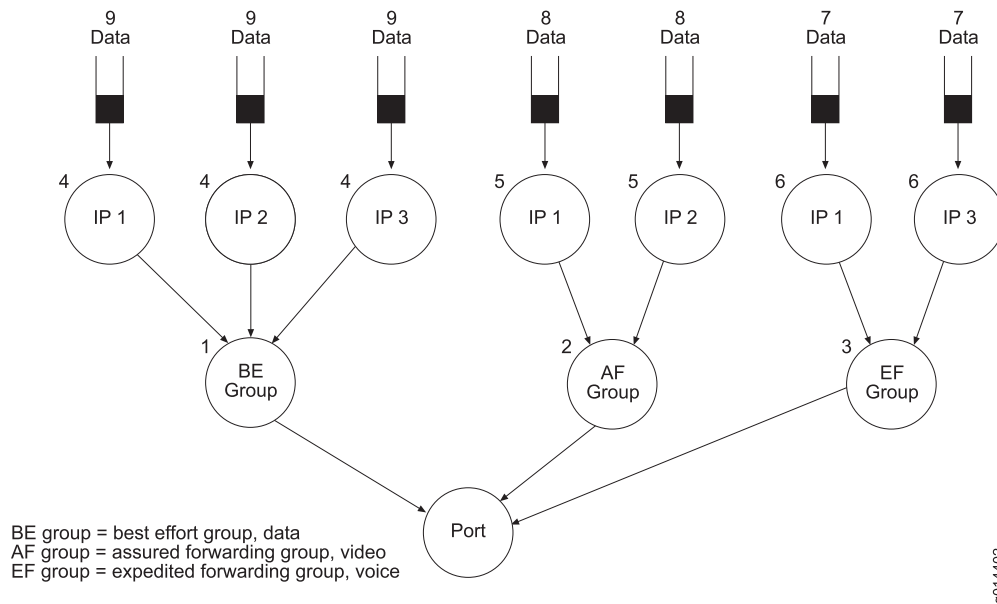 9 9 9 8 8 7 7
Data Data Data Data Data Data Data
4 4 4 5 5 6 6
IP 1 IP 2 IP 3 IP 1 IP 2 IP 1 IP 3
1 2 3
BE AF EF
Group Group Group
Port
BE group = best effort group, data
AF group = assured forwarding group, video
EF group = expedited forwarding group, voice